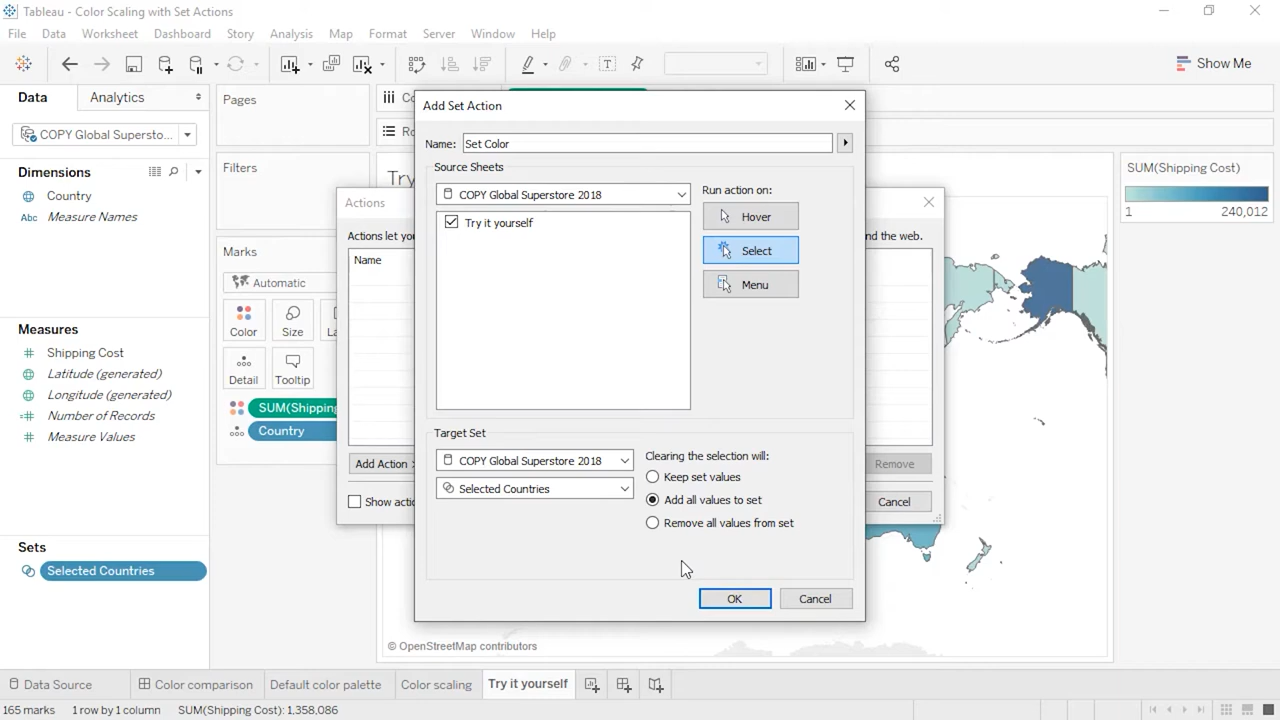 Tableau - Color Scaling with Set Actions
File Data Worksheet Dashboard Story Analysis Map Format Server Window Help
Show Me
Data Analytics
COPY Global Supersto...
Dimensions
Country
Abc Measure Names
Measures
Shipping Cost
Latitude (generated)
Longitude (generated)
Number of Records
Measure Values
Sets
Selected Countries
Pages
Filters
Marks
Automatic
Color Size
Detail Tooltip
SUM(Shipping
Country
Actions
Actions let you
and the web.
Name
Add Action >
Remove
Show actio
Cancel
Add Set Action
Name: Set Color
Source Sheets
COPY Global Superstore 2018
Try it yourself
Run action on:
Hover
Select
Menu
Target Set
COPY Global Superstore 2018
Selected Countries
Clearing the selection will:
Keep set values
Add all values to set
Remove all values from set
OK Cancel
SUM(Shipping Cost)
1 240,012
© OpenStreetMap contributors
Data Source Color comparison Default color palette Color scaling Try it yourself
165 marks 1 row by 1 column SUM(Shipping Cost): 1,358,086